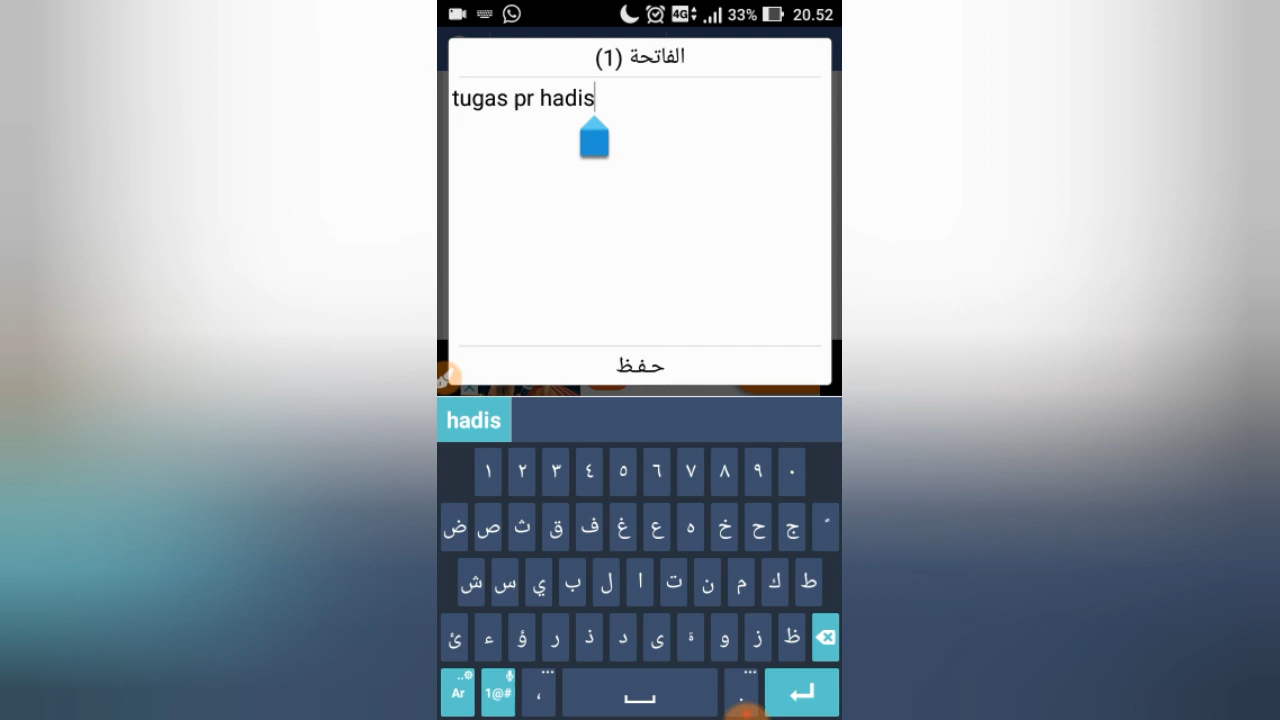 4G 33% 20.52
الفاتحة (1)
tugas pr hadis
حفظ
hadis
١ ٢ ٣ ٤ ٥ ٦ ٧ ٨ ٩ ٠
ض ص ث ق ف غ ع ه خ ح ج
ش س ي ب ل ا ت ن م ك ط
ئ ء ؤ ر ذ د ى ة و ز ظ
Ar 1@# ، .